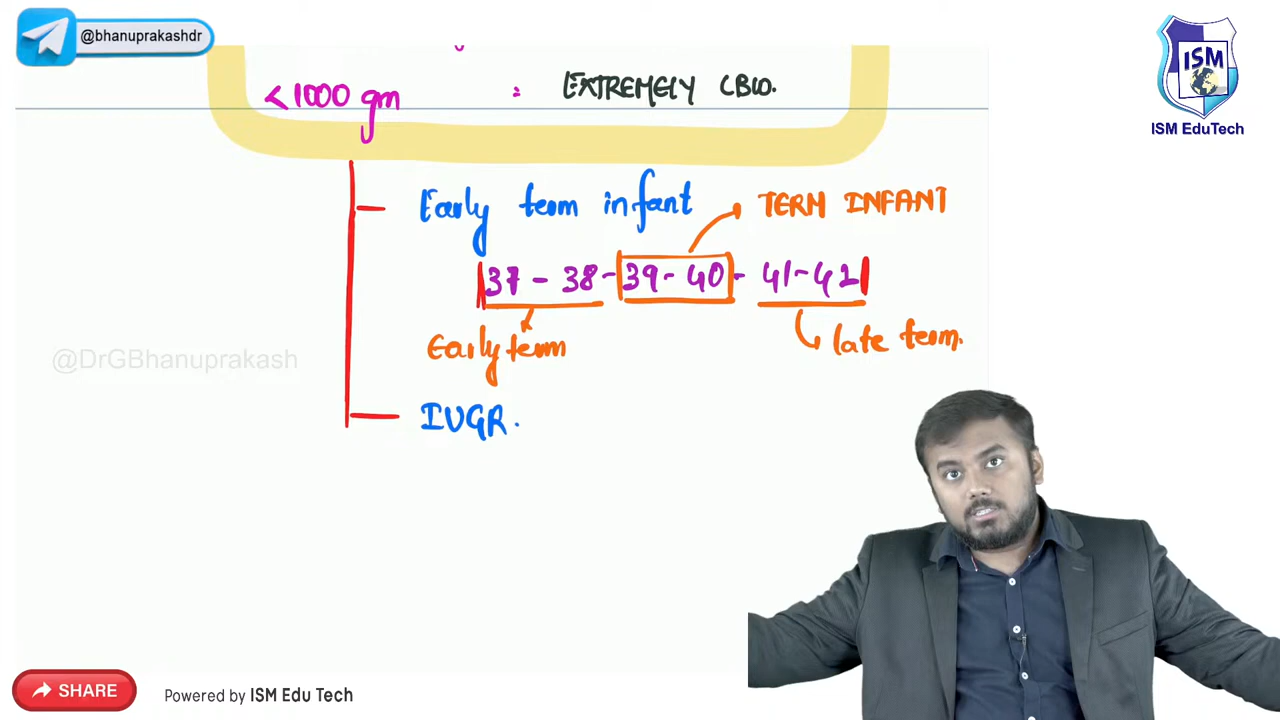 @bhanuprakashdr
<1000 gm = EXTREMELY LBW.
ISM
ISM EduTech
Early term infant
TERM INFANT
37 - 38 - 39 - 40 - 41 - 42
Early term
late term.
@DrGBhanuprakash
IUGR.
SHARE
Powered by ISM Edu Tech